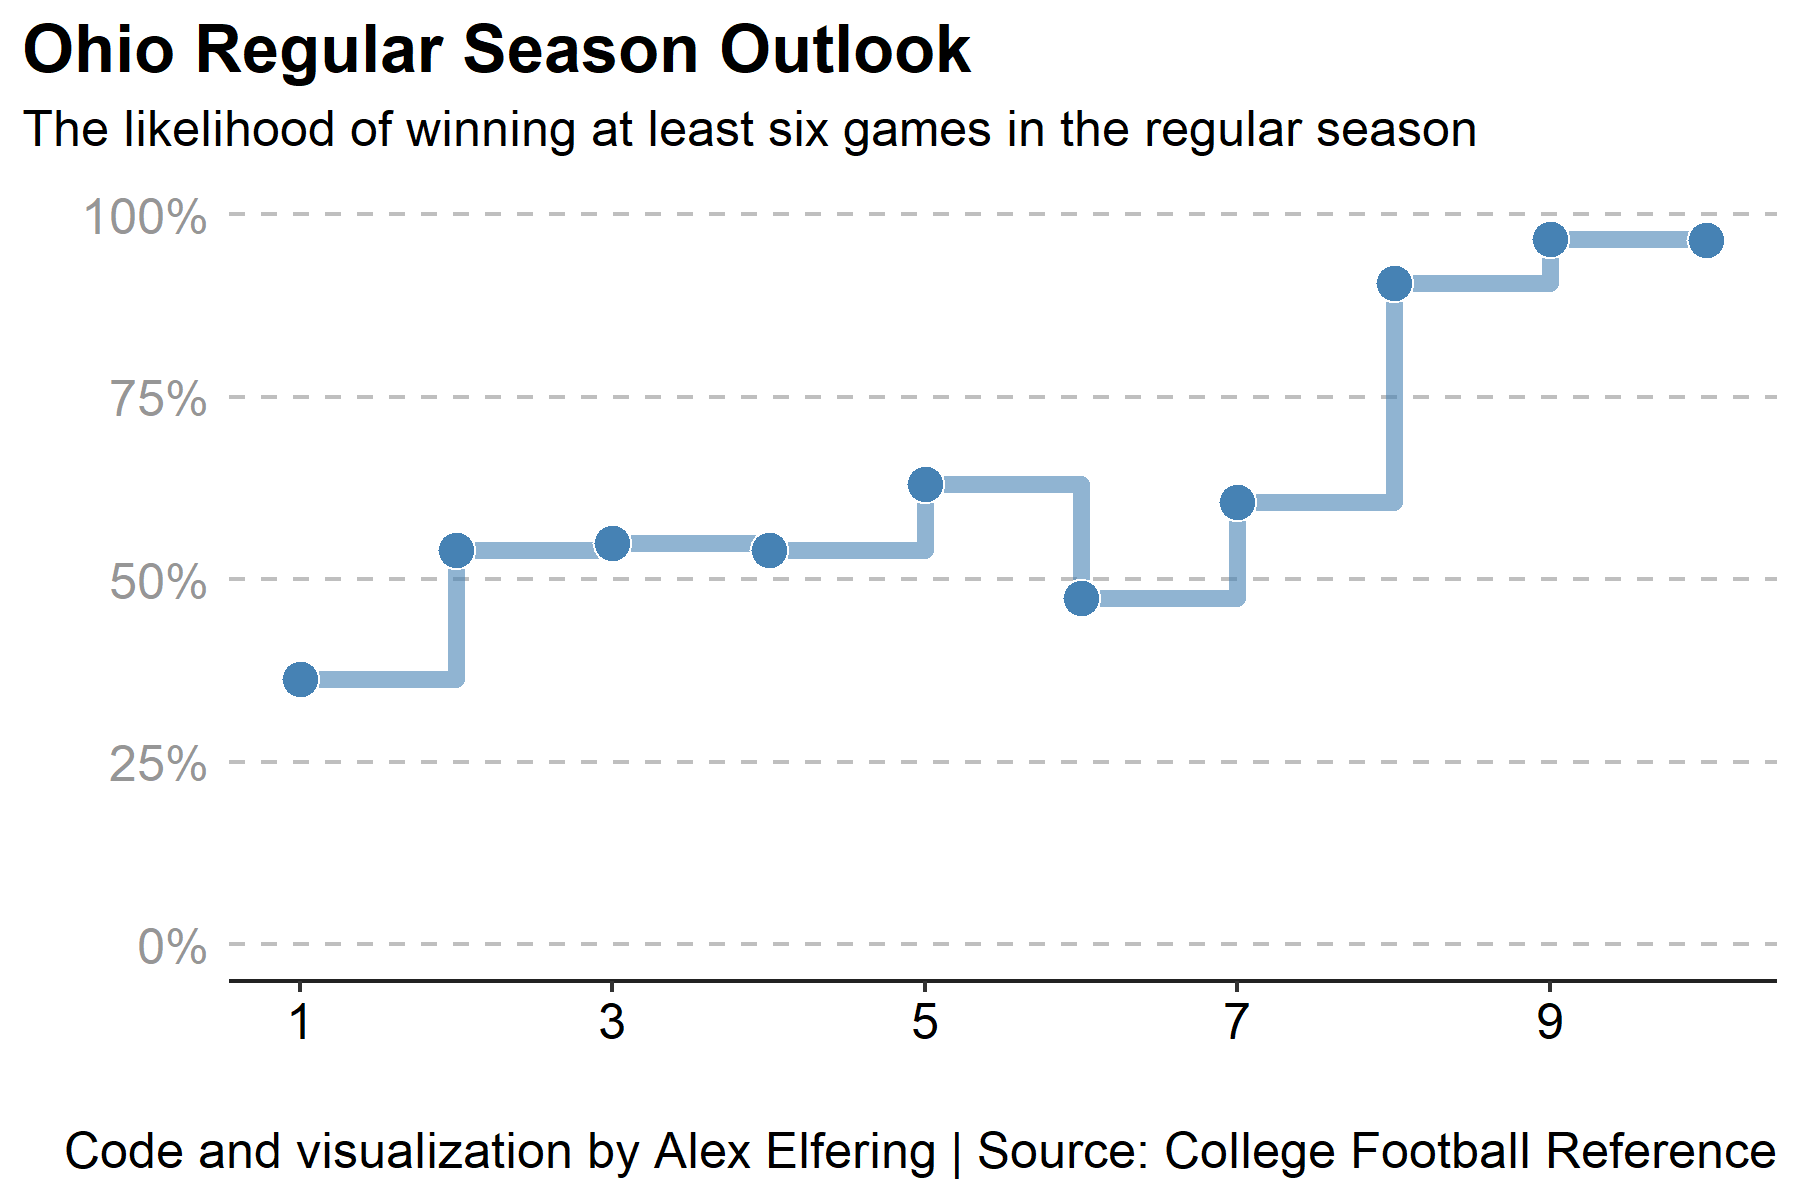 Ohio Regular Season Outlook
The likelihood of winning at least six games in the regular season
100%
75%
50%
25%
0%
1 3 5 7 9
Code and visualization by Alex Elfering | Source: College Football Reference